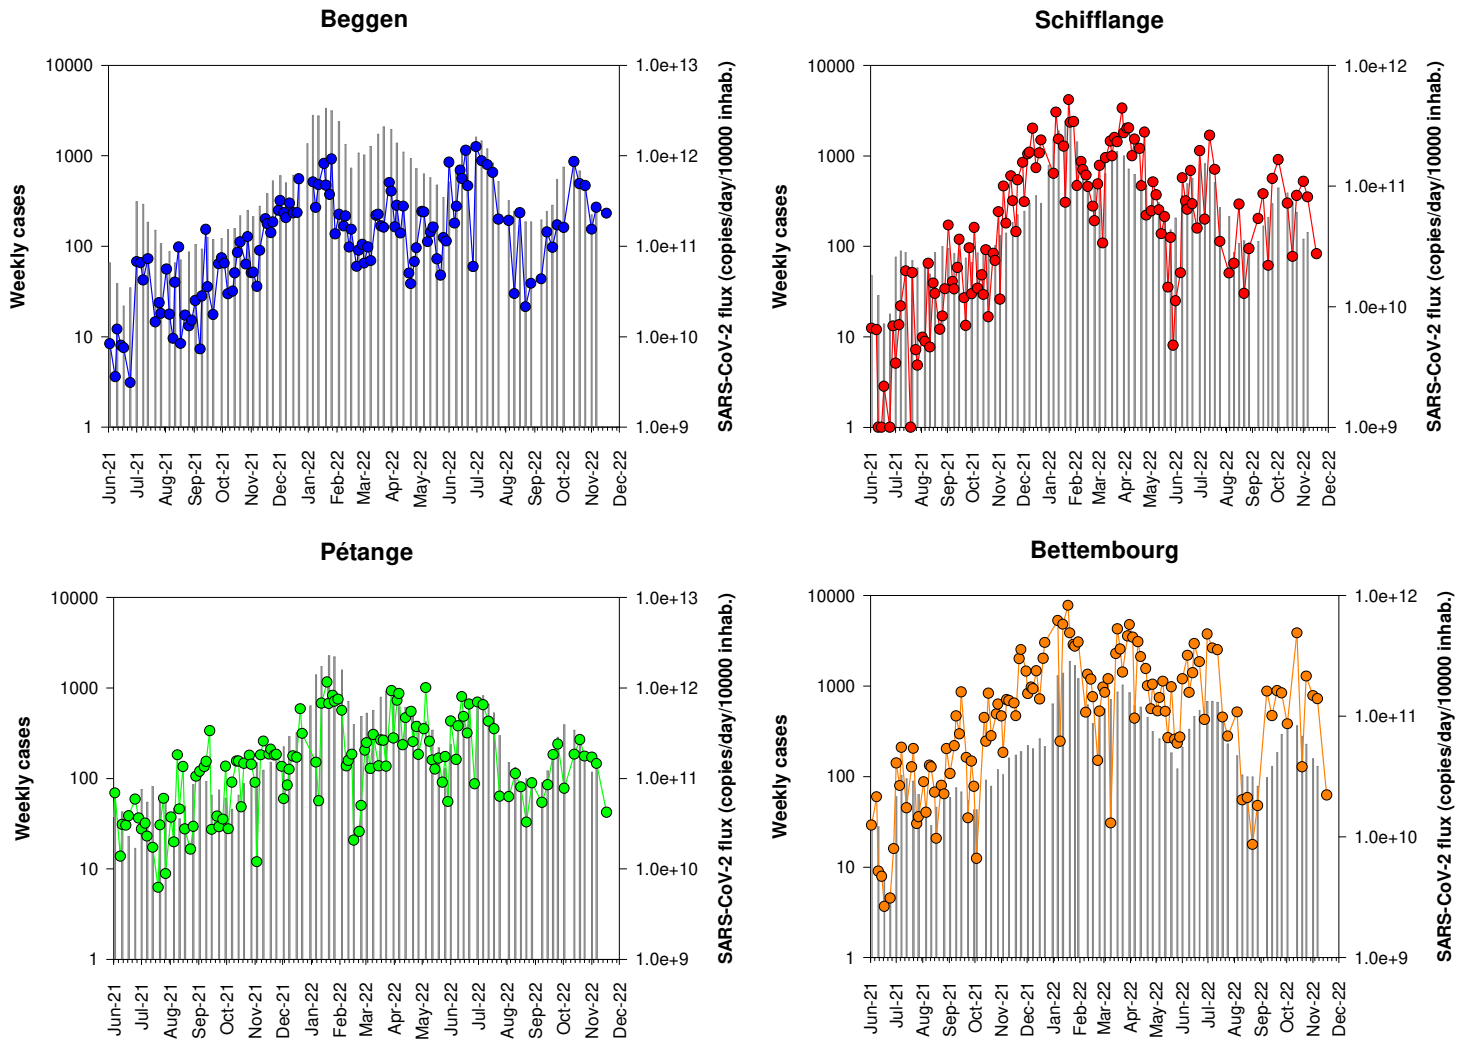 Beggen
Weekly cases
10000
1000
100
10
1
1.0e+13
1.0e+12
1.0e+11
1.0e+10
1.0e+9
SARS-CoV-2 flux (copies/day/10000 inhab.)
Jun-21
Jul-21
Aug-21
Sep-21
Oct-21
Nov-21
Dec-21
Jan-22
Feb-22
Mar-22
Apr-22
May-22
Jun-22
Jul-22
Aug-22
Sep-22
Oct-22
Nov-22
Dec-22
Schifflange
Weekly cases
10000
1000
100
10
1
1.0e+12
1.0e+11
1.0e+10
1.0e+9
SARS-CoV-2 flux (copies/day/10000 inhab.)
Jun-21
Jul-21
Aug-21
Sep-21
Oct-21
Nov-21
Dec-21
Jan-22
Feb-22
Mar-22
Apr-22
May-22
Jun-22
Jul-22
Aug-22
Sep-22
Oct-22
Nov-22
Dec-22
Pétange
Weekly cases
10000
1000
100
10
1
1.0e+13
1.0e+12
1.0e+11
1.0e+10
1.0e+9
SARS-CoV-2 flux (copies/day/10000 inhab.)
Jun-21
Jul-21
Aug-21
Sep-21
Oct-21
Nov-21
Dec-21
Jan-22
Feb-22
Mar-22
Apr-22
May-22
Jun-22
Jul-22
Aug-22
Sep-22
Oct-22
Nov-22
Dec-22
Bettembourg
Weekly cases
10000
1000
100
10
1
1.0e+12
1.0e+11
1.0e+10
1.0e+9
SARS-CoV-2 flux (copies/day/10000 inhab.)
Jun-21
Jul-21
Aug-21
Sep-21
Oct-21
Nov-21
Dec-21
Jan-22
Feb-22
Mar-22
Apr-22
May-22
Jun-22
Jul-22
Aug-22
Sep-22
Oct-22
Nov-22
Dec-22